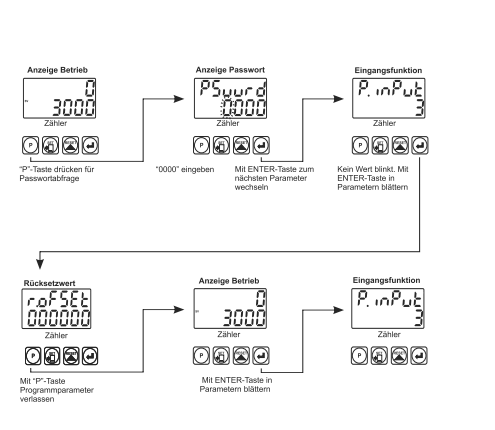 Anzeige Betrieb
0
3000
Zähler
P
"P"-Taste drücken für
Passwortabfrage
Anzeige Passwort
PSwurd
0000
Zähler
P
"0000" eingeben
Mit ENTER-Taste zum
nächsten Parameter
wechseln
Eingangsfunktion
P.inPut
3
Zähler
P
Kein Wert blinkt. Mit
ENTER-Taste in
Parametern blättern
Rücksetzwert
r.oFSEt
000000
Zähler
P
Mit "P"-Taste
Programmparameter
verlassen
Anzeige Betrieb
0
3000
Zähler
P
Mit ENTER-Taste in
Parametern blättern
Eingangsfunktion
P.inPut
3
Zähler
P